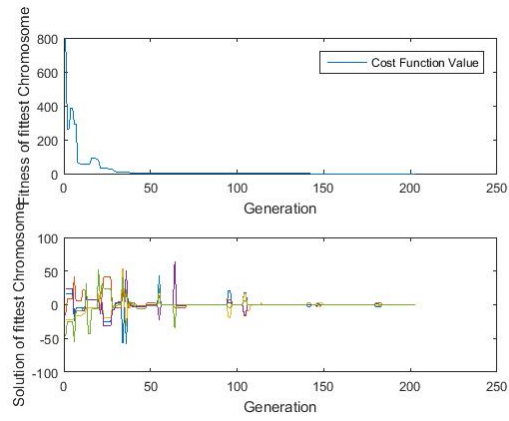 Fitness of fittest Chromosome
800
600
400
200
0
Cost Function Value
0 50 100 150 200 250
Generation
Solution of fittest Chromosome
100
50
0
-50
-100
0 50 100 150 200 250
Generation